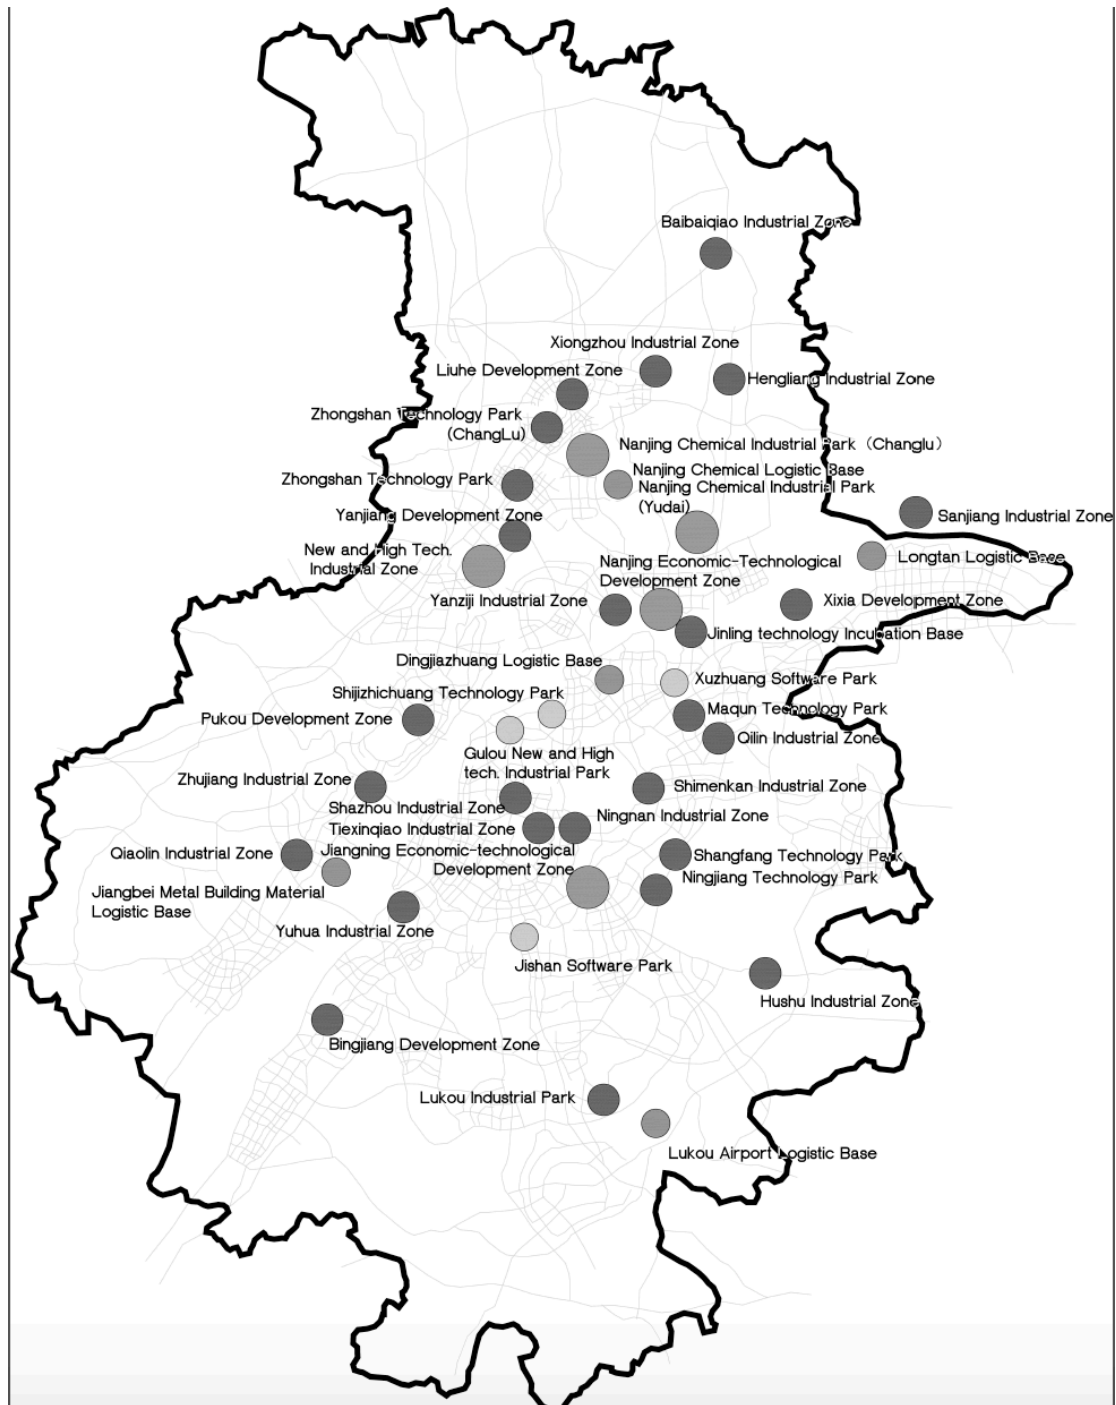 Baibaiqiao Industrial Zone
Xiongzhou Industrial Zone
Liuhe Development Zone
Hengliang Industrial Zone
Zhongshan Technology Park
(ChangLu)
Nanjing Chemical Industrial Park（Changlu）
Nanjing Chemical Logistic Base
Zhongshan Technology Park
Nanjing Chemical Industrial Park
(Yudai)
Yanjiang Development Zone
Sanjiang Industrial Zone
New and High Tech.
Industrial Zone
Longtan Logistic Base
Nanjing Economic-Technological
Development Zone
Yanziji Industrial Zone
Xixia Development Zone
Jinling technology Incubation Base
Dingjiazhuang Logistic Base
Xuzhuang Software Park
Shijizhichuang Technology Park
Maqun Technology Park
Pukou Development Zone
Qilin Industrial Zone
Gulou New and High
tech. Industrial Park
Zhujiang Industrial Zone
Shimenkan Industrial Zone
Shazhou Industrial Zone
Ningnan Industrial Zone
Tiexinqiao Industrial Zone
Qiaolin Industrial Zone
Jiangning Economic-technological
Development Zone
Shangfang Technology Park
Ningjiang Technology Park
Jiangbei Metal Building Material
Logistic Base
Yuhua Industrial Zone
Jishan Software Park
Hushu Industrial Zone
Bingjiang Development Zone
Lukou Industrial Park
Lukou Airport Logistic Base